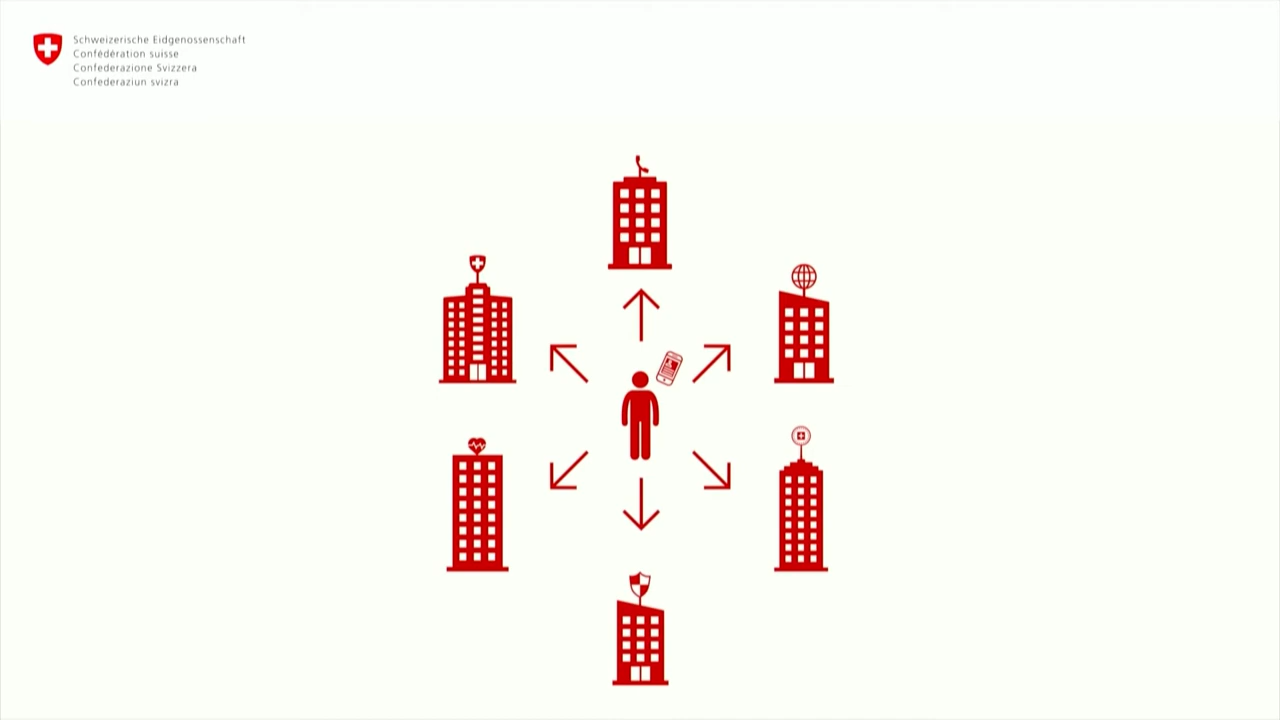 Schweizerische Eidgenossenschaft
Confédération suisse
Confederazione Svizzera
Confederaziun svizra